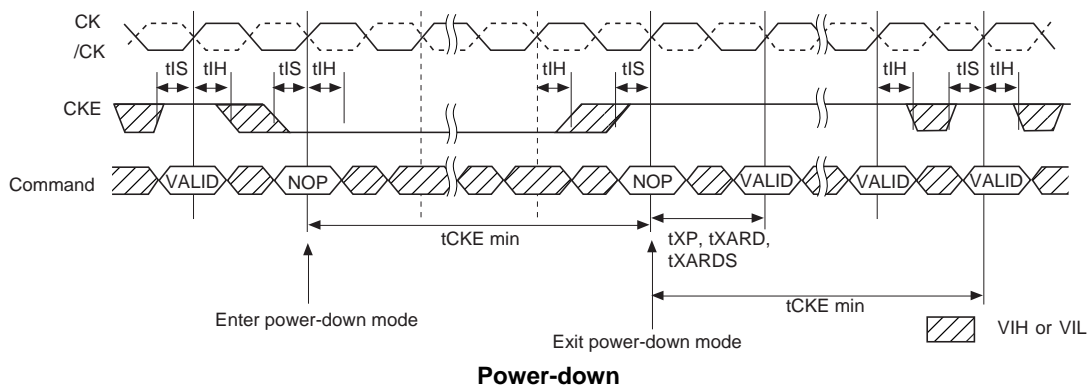 CK
/CK
tIS tIH tIS tIH tIH tIS tIH tIS tIH
CKE
Command VALID NOP NOP VALID VALID VALID
tCKE min
tXP, tXARD,
tXARDS
tCKE min
Enter power-down mode
Exit power-down mode
VIH or VIL
Power-down